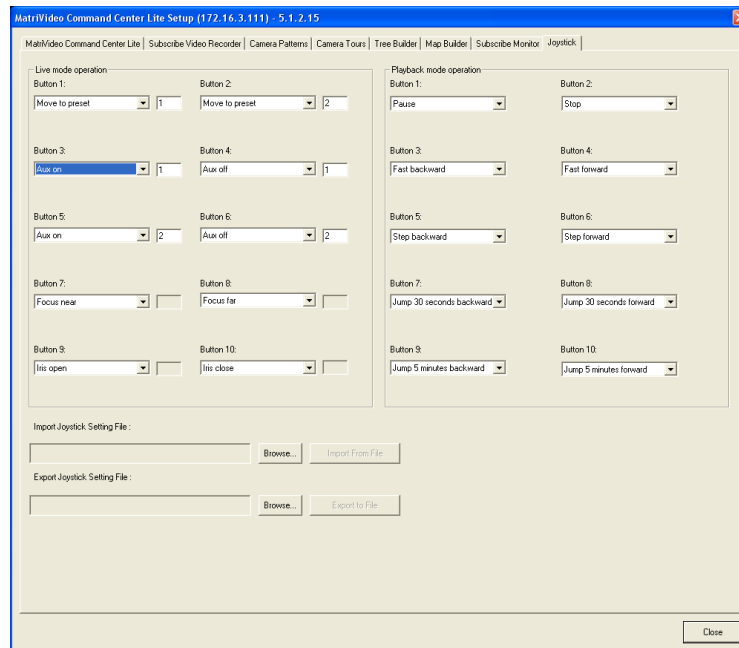 MatriVideo Command Center Lite Setup (172.16.3.111) - 5.1.2.15
MatriVideo Command Center Lite Subscribe Video Recorder Camera Patterns Camera Tours Tree Builder Map Builder Subscribe Monitor Joystick
Live mode operation
Button 1: Button 2:
Move to preset 1 Move to preset 2
Button 3: Button 4:
Aux on 1 Aux off 1
Button 5: Button 6:
Aux on 2 Aux off 2
Button 7: Button 8:
Focus near Focus far
Button 9: Button 10:
Iris open Iris close
Playback mode operation
Button 1: Button 2:
Pause Stop
Button 3: Button 4:
Fast backward Fast forward
Button 5: Button 6:
Step backward Step forward
Button 7: Button 8:
Jump 30 seconds backward Jump 30 seconds forward
Button 9: Button 10:
Jump 5 minutes backward Jump 5 minutes forward
Import Joystick Setting File :
Browse... Import From File
Export Joystick Setting File :
Browse... Export to File
Close